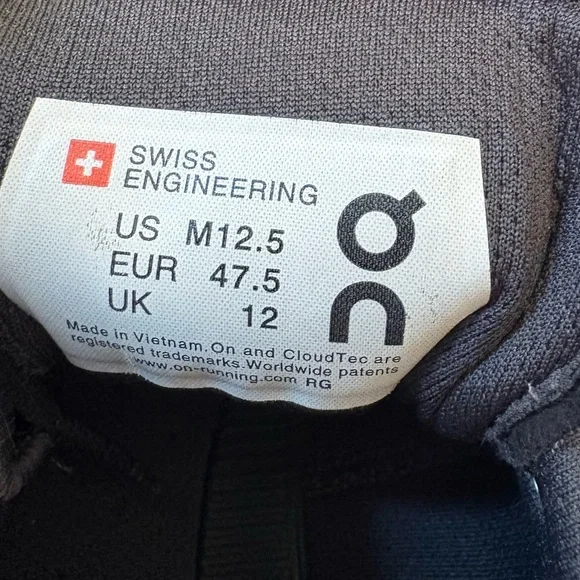 SWISS
ENGINEERING
US M12.5
EUR 47.5
UK 12
Made in Vietnam. On and CloudTec are
registered trademarks. Worldwide patents
www.on-running.com RG
On